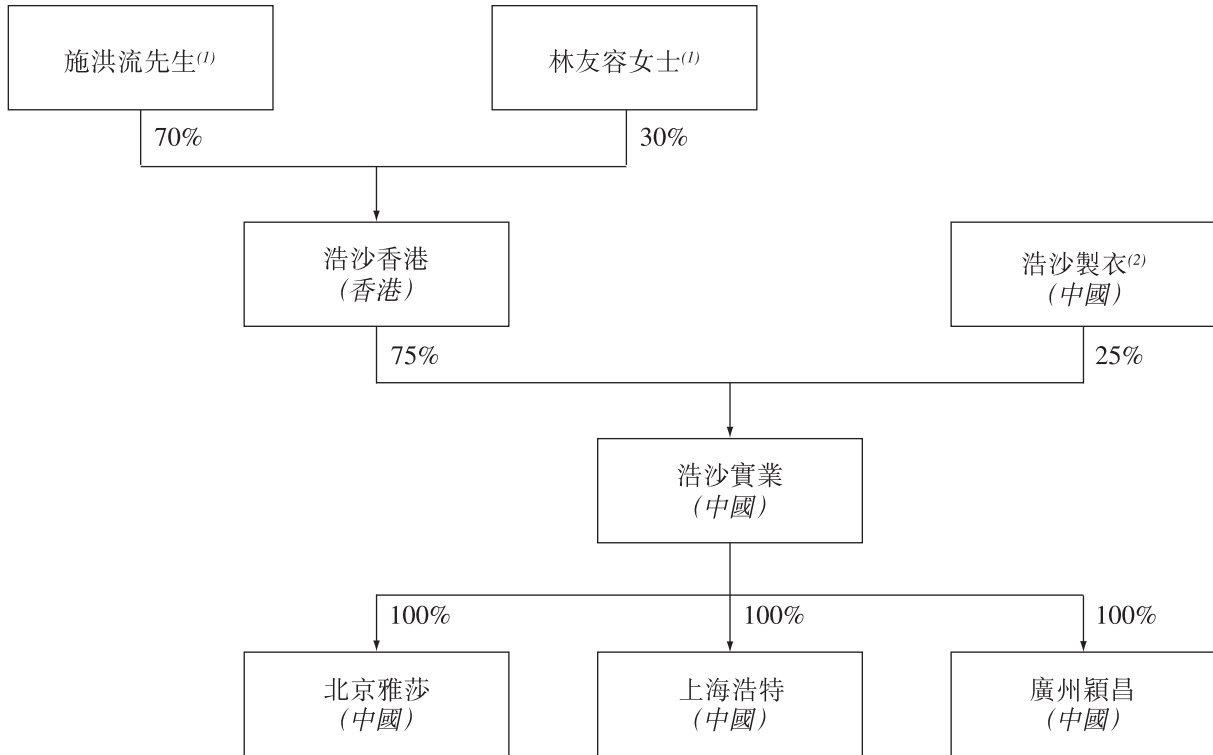 施洪流先生(1)
林友容女士(1)
70%
30%
浩沙香港
(香港)
浩沙製衣(2)
(中國)
75%
25%
浩沙實業
(中國)
100%
100%
100%
北京雅莎
(中國)
上海浩特
(中國)
廣州穎昌
(中國)